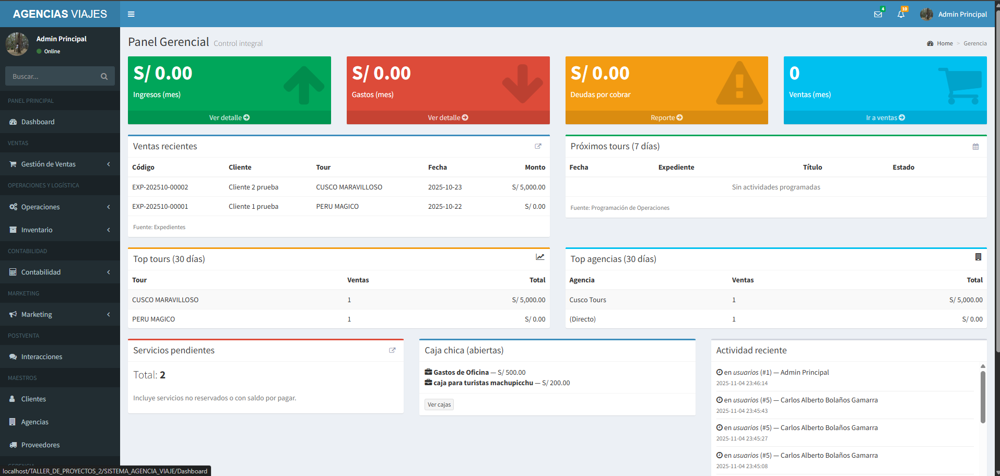 AGENCIAS VIAJES
4
10
Admin Principal
Admin Principal
Online
Buscar...
PANEL PRINCIPAL
Dashboard
VENTAS
Gestión de Ventas
OPERACIONES Y LOGÍSTICA
Operaciones
Inventario
CONTABILIDAD
Contabilidad
MARKETING
Marketing
POSTVENTA
Interacciones
MAESTROS
Clientes
Agencias
Proveedores
GERENCIA
localhost/TALLER_DE_PROYECTOS_2/SISTEMA_AGENCIA_VIAJE/Dashboard
Panel Gerencial Control integral
Home > Gerencia
S/ 0.00
Ingresos (mes)
Ver detalle
S/ 0.00
Gastos (mes)
Ver detalle
S/ 0.00
Deudas por cobrar
Reporte
0
Ventas (mes)
Ir a ventas
Ventas recientes
Código Cliente Tour Fecha Monto
EXP-202510-00002 Cliente 2 prueba CUSCO MARAVILLOSO 2025-10-23 S/ 5,000.00
EXP-202510-00001 Cliente 1 prueba PERU MAGICO 2025-10-22 S/ 0.00
Fuente: Expedientes
Próximos tours (7 días)
Fecha Expediente Título Estado
Sin actividades programadas
Fuente: Programación de Operaciones
Top tours (30 días)
Tour Ventas Total
CUSCO MARAVILLOSO 1 S/ 5,000.00
PERU MAGICO 1 S/ 0.00
Top agencias (30 días)
Agencia Ventas Total
Cusco Tours 1 S/ 5,000.00
(Directo) 1 S/ 0.00
Servicios pendientes
Total: 2
Incluye servicios no reservados o con saldo por pagar.
Caja chica (abiertas)
Gastos de Oficina — S/ 500.00
caja para turistas machupicchu — S/ 200.00
Ver cajas
Actividad reciente
en usuarios (#1) — Admin Principal
2025-11-04 23:46:14
en usuarios (#5) — Carlos Alberto Bolaños Gamarra
2025-11-04 23:45:43
en usuarios (#5) — Carlos Alberto Bolaños Gamarra
2025-11-04 23:45:27
en usuarios (#5) — Carlos Alberto Bolaños Gamarra
2025-11-04 23:45:08